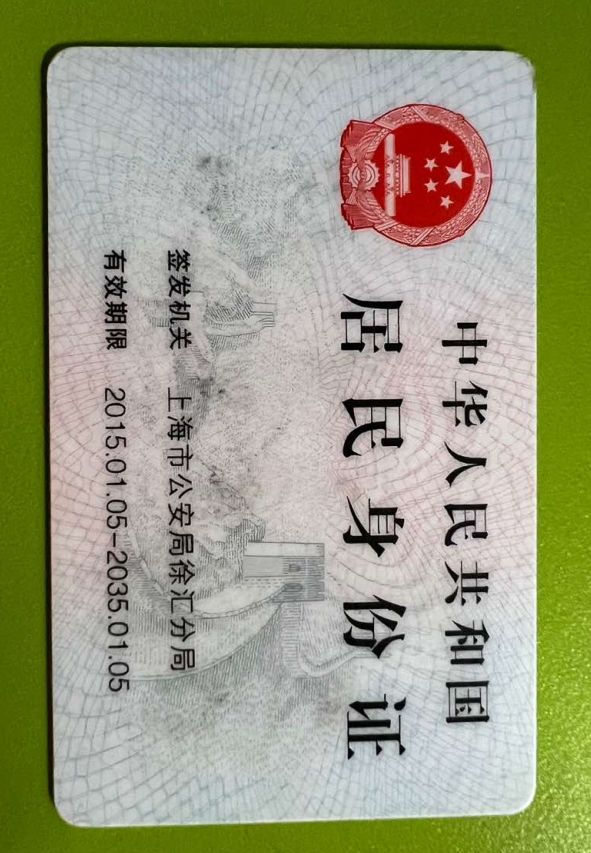 中华人民共和国
居民身份证
签发机关 上海市公安局徐汇分局
有效期限 2015.01.05-2035.01.05